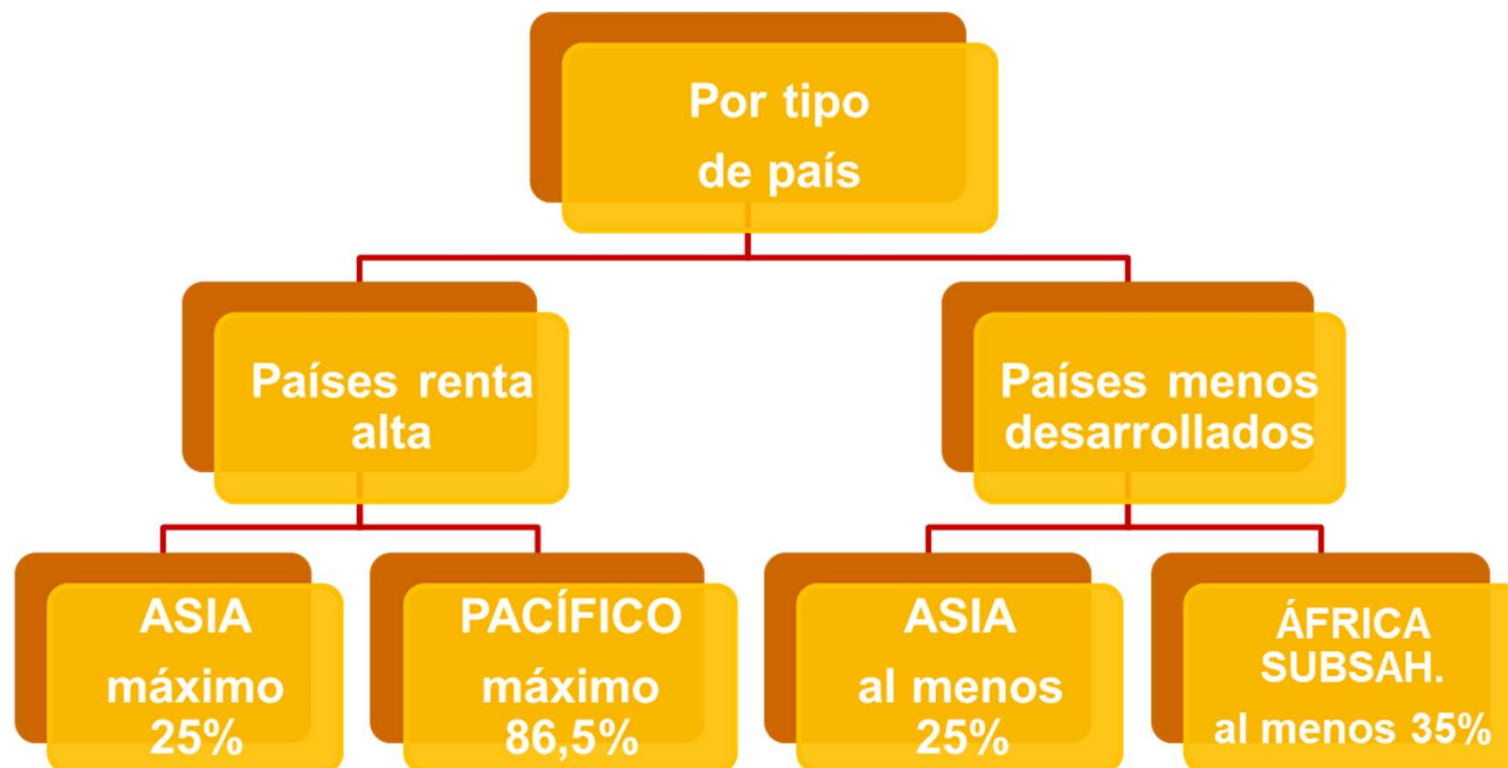 Por tipo
de país
Países renta
alta
Países menos
desarrollados
ASIA
máximo
25%
PACÍFICO
máximo
86,5%
ASIA
al menos
25%
ÁFRICA
SUBSAH.
al menos 35%